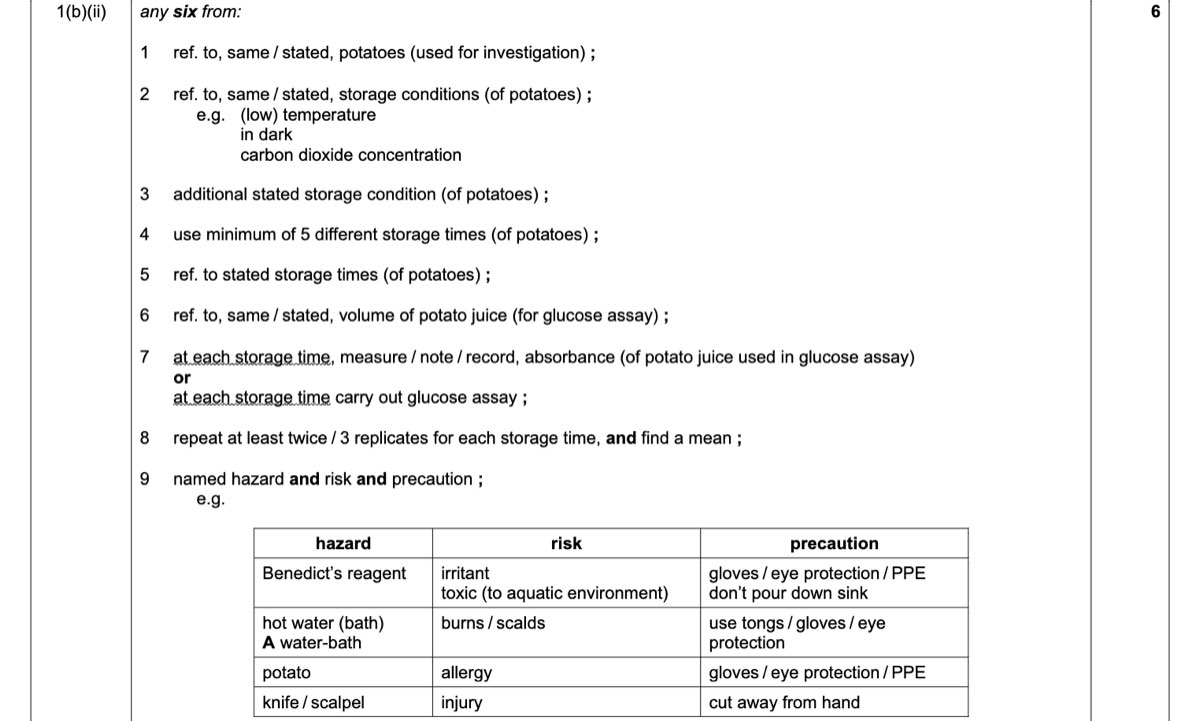 1(b)(ii) any six from: 6
1 ref. to, same / stated, potatoes (used for investigation) ;
2 ref. to, same / stated, storage conditions (of potatoes) ;
e.g. (low) temperature
in dark
carbon dioxide concentration
3 additional stated storage condition (of potatoes) ;
4 use minimum of 5 different storage times (of potatoes) ;
5 ref. to stated storage times (of potatoes) ;
6 ref. to, same / stated, volume of potato juice (for glucose assay) ;
7 at each storage time, measure / note / record, absorbance (of potato juice used in glucose assay)
or
at each storage time carry out glucose assay ;
8 repeat at least twice / 3 replicates for each storage time, and find a mean ;
9 named hazard and risk and precaution ;
e.g.
hazard risk precaution
Benedict's reagent irritant gloves / eye protection / PPE
toxic (to aquatic environment) don't pour down sink
hot water (bath) burns / scalds use tongs / gloves / eye
A water-bath protection
potato allergy gloves / eye protection / PPE
knife / scalpel injury cut away from hand